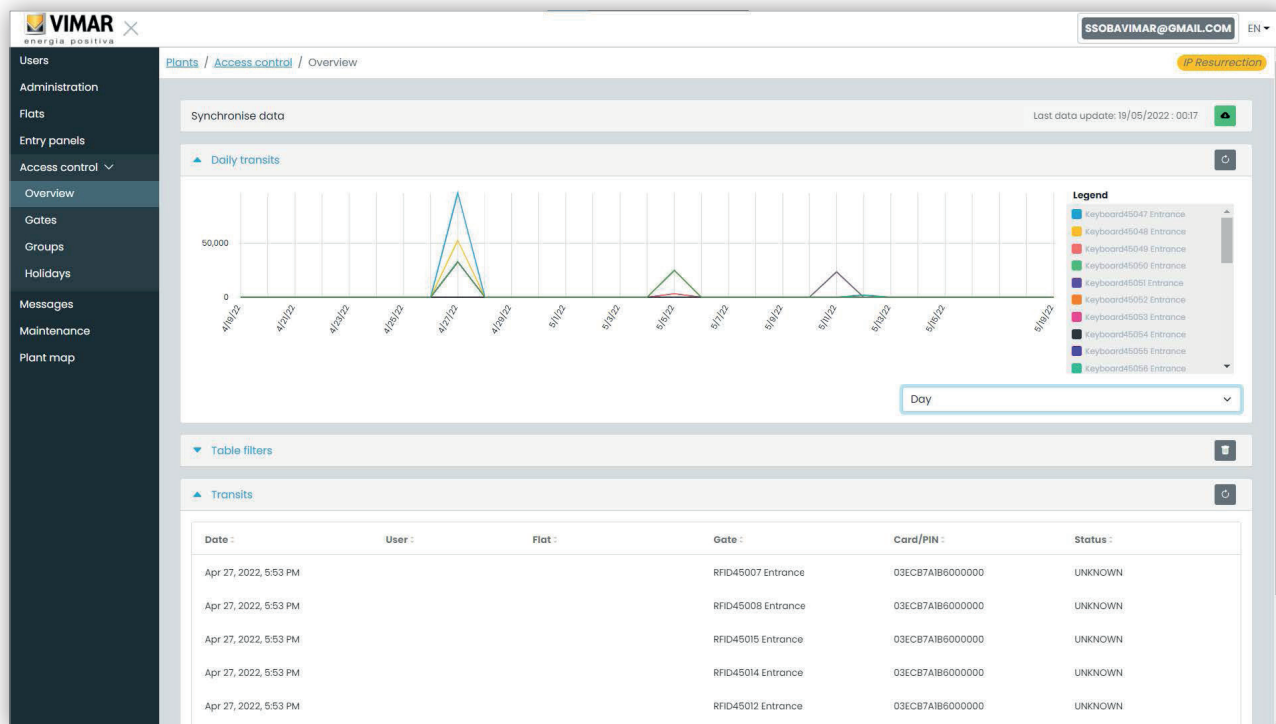 VIMAR
energia positiva
SSOBAVIMAR@GMAIL.COM
EN
Users
Administration
Flats
Entry panels
Access control
Overview
Gates
Groups
Holidays
Messages
Maintenance
Plant map
Plants / Access control / Overview
IP Resurrection
Synchronise data
Last data update: 19/05/2022 : 00:17
Daily transits
50,000
0
4/19/22
4/21/22
4/23/22
4/25/22
4/27/22
4/29/22
5/1/22
5/3/22
5/5/22
5/7/22
5/9/22
5/11/22
5/13/22
5/15/22
5/19/22
Legend
Keyboard45047 Entrance
Keyboard45048 Entrance
Keyboard45049 Entrance
Keyboard45050 Entrance
Keyboard45051 Entrance
Keyboard45052 Entrance
Keyboard45053 Entrance
Keyboard45054 Entrance
Keyboard45055 Entrance
Keyboard45056 Entrance
Day
Table filters
Transits
Date User Flat Gate Card/PIN Status
Apr 27, 2022, 5:53 PM RFID45007 Entrance 03ECB7A1B6000000 UNKNOWN
Apr 27, 2022, 5:53 PM RFID45008 Entrance 03ECB7A1B6000000 UNKNOWN
Apr 27, 2022, 5:53 PM RFID45015 Entrance 03ECB7A1B6000000 UNKNOWN
Apr 27, 2022, 5:53 PM RFID45014 Entrance 03ECB7A1B6000000 UNKNOWN
Apr 27, 2022, 5:53 PM RFID45012 Entrance 03ECB7A1B6000000 UNKNOWN